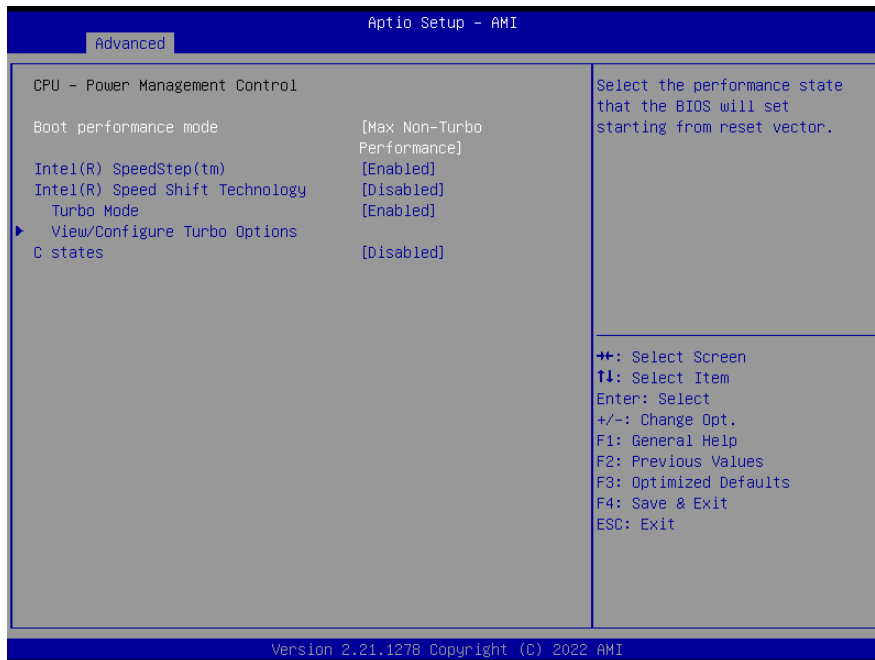 Aptio Setup – AMI
Advanced
CPU – Power Management Control
Boot performance mode [Max Non-Turbo
Performance]
Intel(R) SpeedStep(tm) [Enabled]
Intel(R) Speed Shift Technology [Disabled]
Turbo Mode [Enabled]
View/Configure Turbo Options
C states [Disabled]
Select the performance state
that the BIOS will set
starting from reset vector.
→←: Select Screen
↑↓: Select Item
Enter: Select
+/-: Change Opt.
F1: General Help
F2: Previous Values
F3: Optimized Defaults
F4: Save & Exit
ESC: Exit
Version 2.21.1278 Copyright (C) 2022 AMI